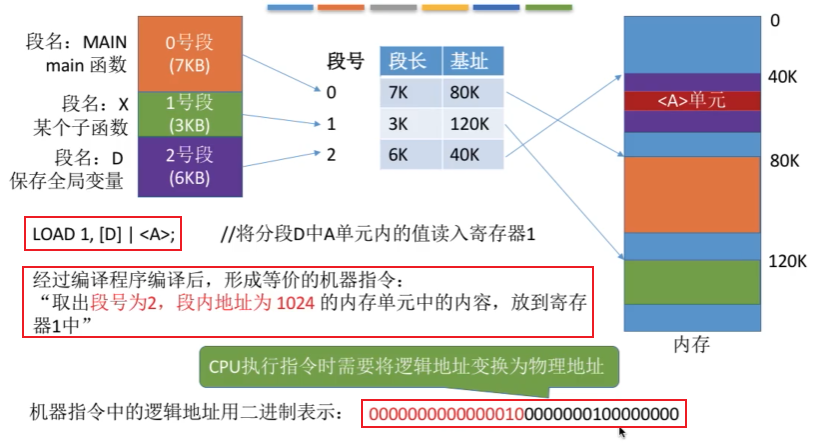 段名：MAIN
main 函数
0号段
(7KB)
段名：X
某个子函数
1号段
(3KB)
段名：D
保存全局变量
2号段
(6KB)
段号 段长 基址
0 7K 80K
1 3K 120K
2 6K 40K
0
40K
<A>单元
80K
120K
内存
LOAD 1, [D] | <A>; //将分段D中A单元内的值读入寄存器1
经过编译程序编译后，形成等价的机器指令：
“取出段号为2，段内地址为 1024 的内存单元中的内容，放到寄存
器1中”
CPU执行指令时需要将逻辑地址变换为物理地址
机器指令中的逻辑地址用二进制表示： 00000000000000100000000100000000